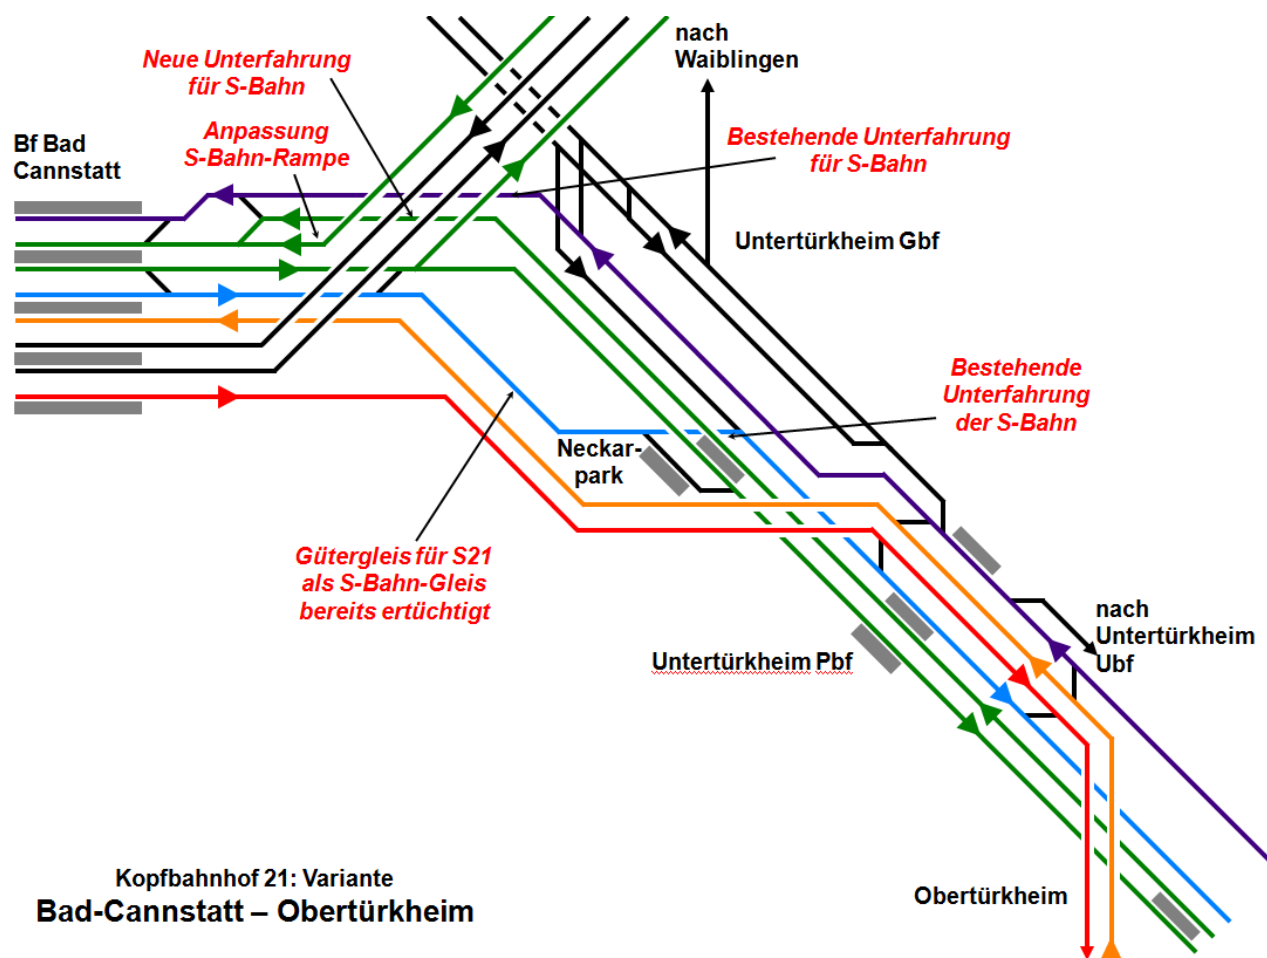 nach
Waiblingen
Neue Unterfahrung
für S-Bahn
Anpassung
S-Bahn-Rampe
Bestehende Unterfahrung
für S-Bahn
Bf Bad
Cannstatt
Untertürkheim Gbf
Bestehende
Unterfahrung
der S-Bahn
Neckar-
park
Gütergleis für S21
als S-Bahn-Gleis
bereits ertüchtigt
nach
Untertürkheim
Ubf
Untertürkheim Pbf
Kopfbahnhof 21: Variante
Bad-Cannstatt – Obertürkheim
Obertürkheim